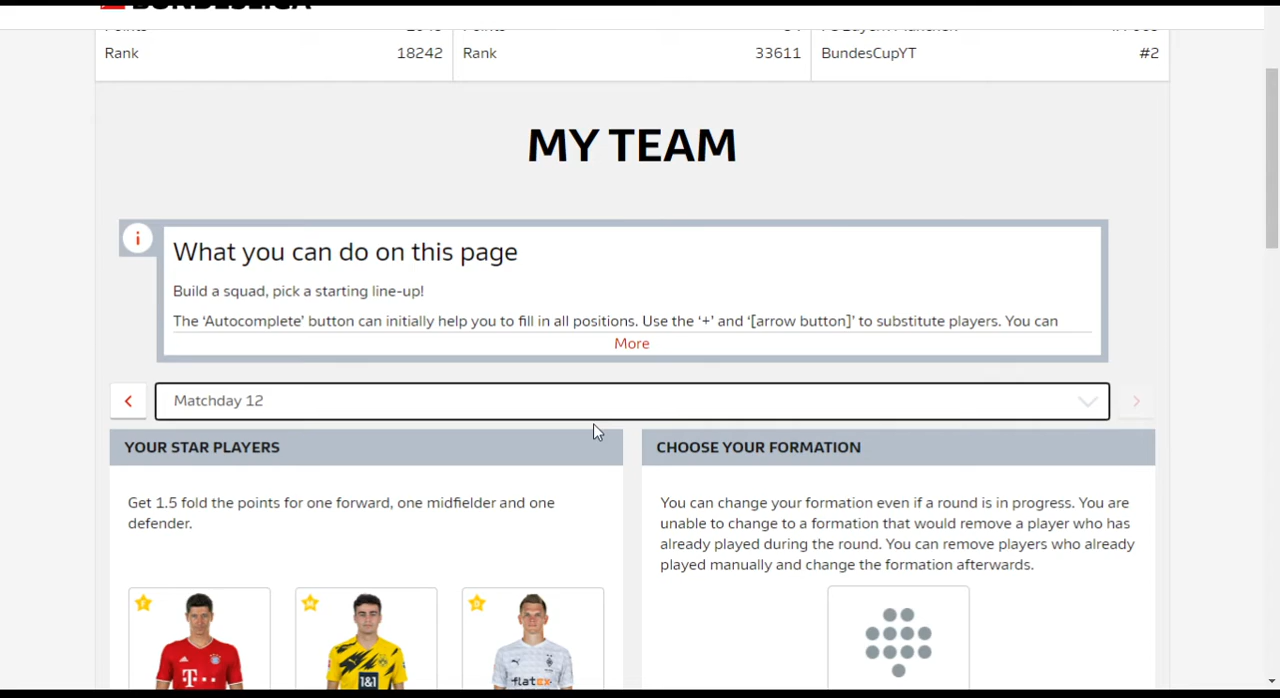 BUNDESLIGA
Rank 18242
Rank 33611
BundesCupYT #2
MY TEAM
i
What you can do on this page
Build a squad, pick a starting line-up!
The ‘Autocomplete’ button can initially help you to fill in all positions. Use the ‘+’ and ‘[arrow button]’ to substitute players. You can
More
Matchday 12
YOUR STAR PLAYERS
CHOOSE YOUR FORMATION
Get 1.5 fold the points for one forward, one midfielder and one
defender.
You can change your formation even if a round is in progress. You are
unable to change to a formation that would remove a player who has
already played during the round. You can remove players who already
played manually and change the formation afterwards.
F
D
T
1&1
flatex